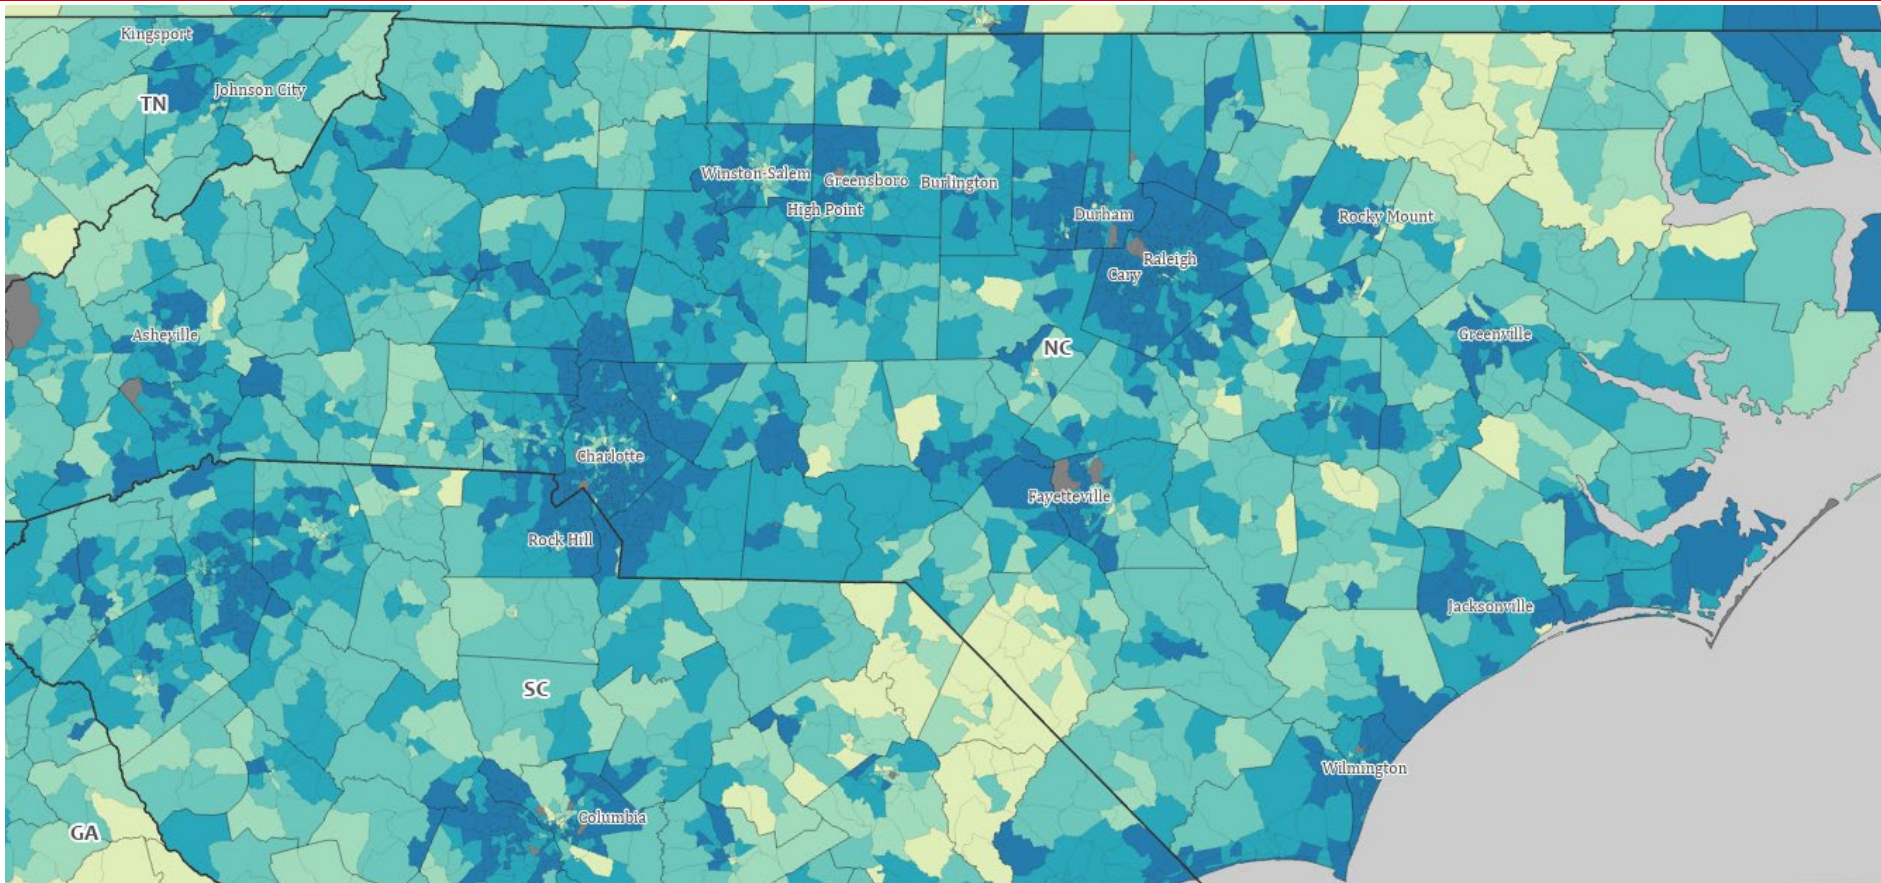 Kingsport
Johnson City
TN
Winston-Salem
Greensboro
Burlington
High Point
Durham
Rocky Mount
Raleigh
Cary
Asheville
NC
Greenville
Charlotte
Fayetteville
Rock Hill
Jacksonville
SC
Wilmington
Columbia
GA